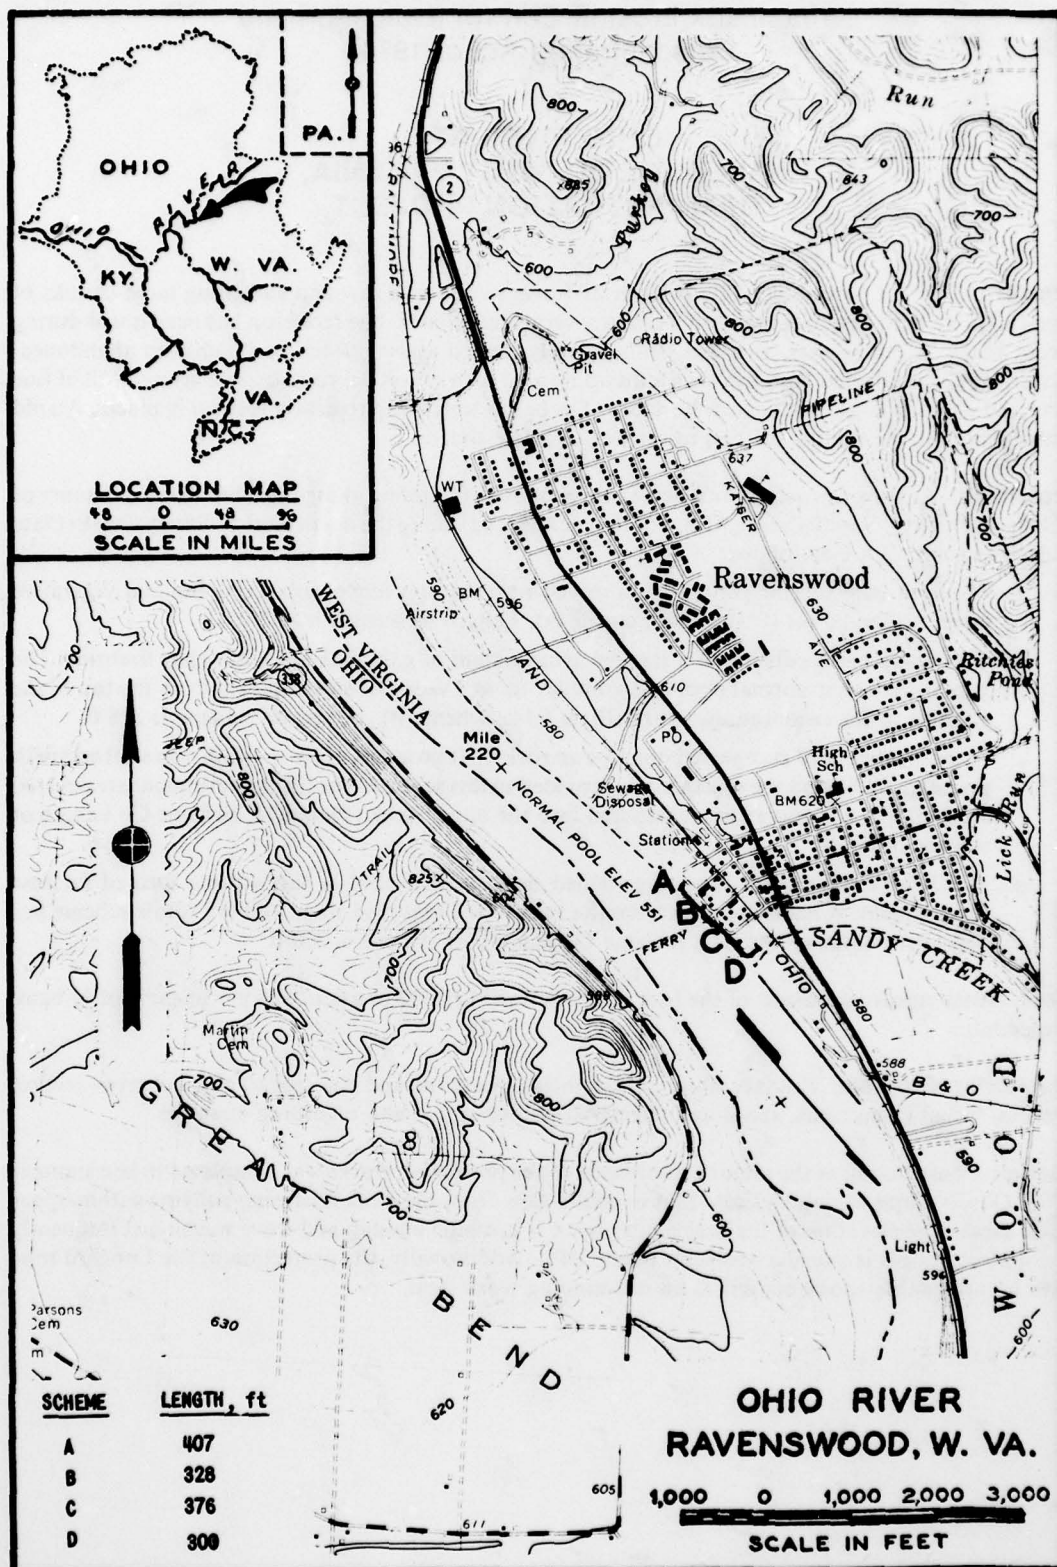 PA.
OHIO
RIVER
OHIO
KY.
W. VA.
VA.
N.C.
LOCATION MAP
48 0 48 96
SCALE IN MILES
Run
800
700
843
×885
2
BALTIMORE
Purkey
700
600
800
600
Radio Tower
Gravel Pit
800
Cem
PIPELINE
800
637
WT
KAISER
700
Ravenswood
590
BM
596
Airstrip
630
AVE
AND
WEST VIRGINIA
OHIO
338
Ritchies Pond
610
700
JEEP
800
Mile
220
580
PO
High
Sch
Sewage
Disposal
BM620
NORMAL POOL ELEV 551
Station
Lick Run
TRAIL
825
604
A
B
C
D
FERRY
SANDY CREEK
OHIO
700
580
Martin
Cem
588
B & O
700
800
GREAT
8
590
WOOD
700
600
Light
594
BEND
Parsons
Cem
630
600
620
605
611
SCHEME LENGTH, ft
A 407
B 328
C 376
D 300
OHIO RIVER
RAVENSWOOD, W. VA.
1,000 0 1,000 2,000 3,000
SCALE IN FEET